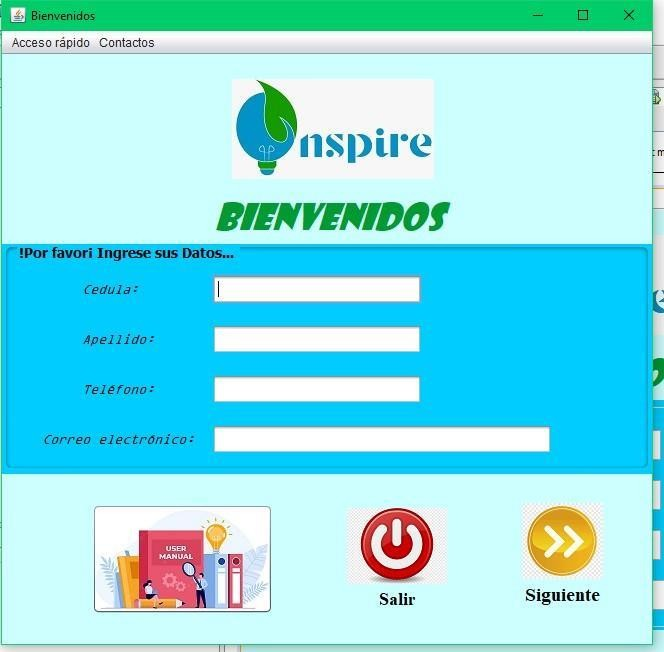 Bienvenidos
Acceso rápido Contactos
nspire
BIENVENIDOS
!Por favori Ingrese sus Datos...
Cedula:
Apellido:
Teléfono:
Correo electrónico:
USER
MANUAL
Salir
Siguiente